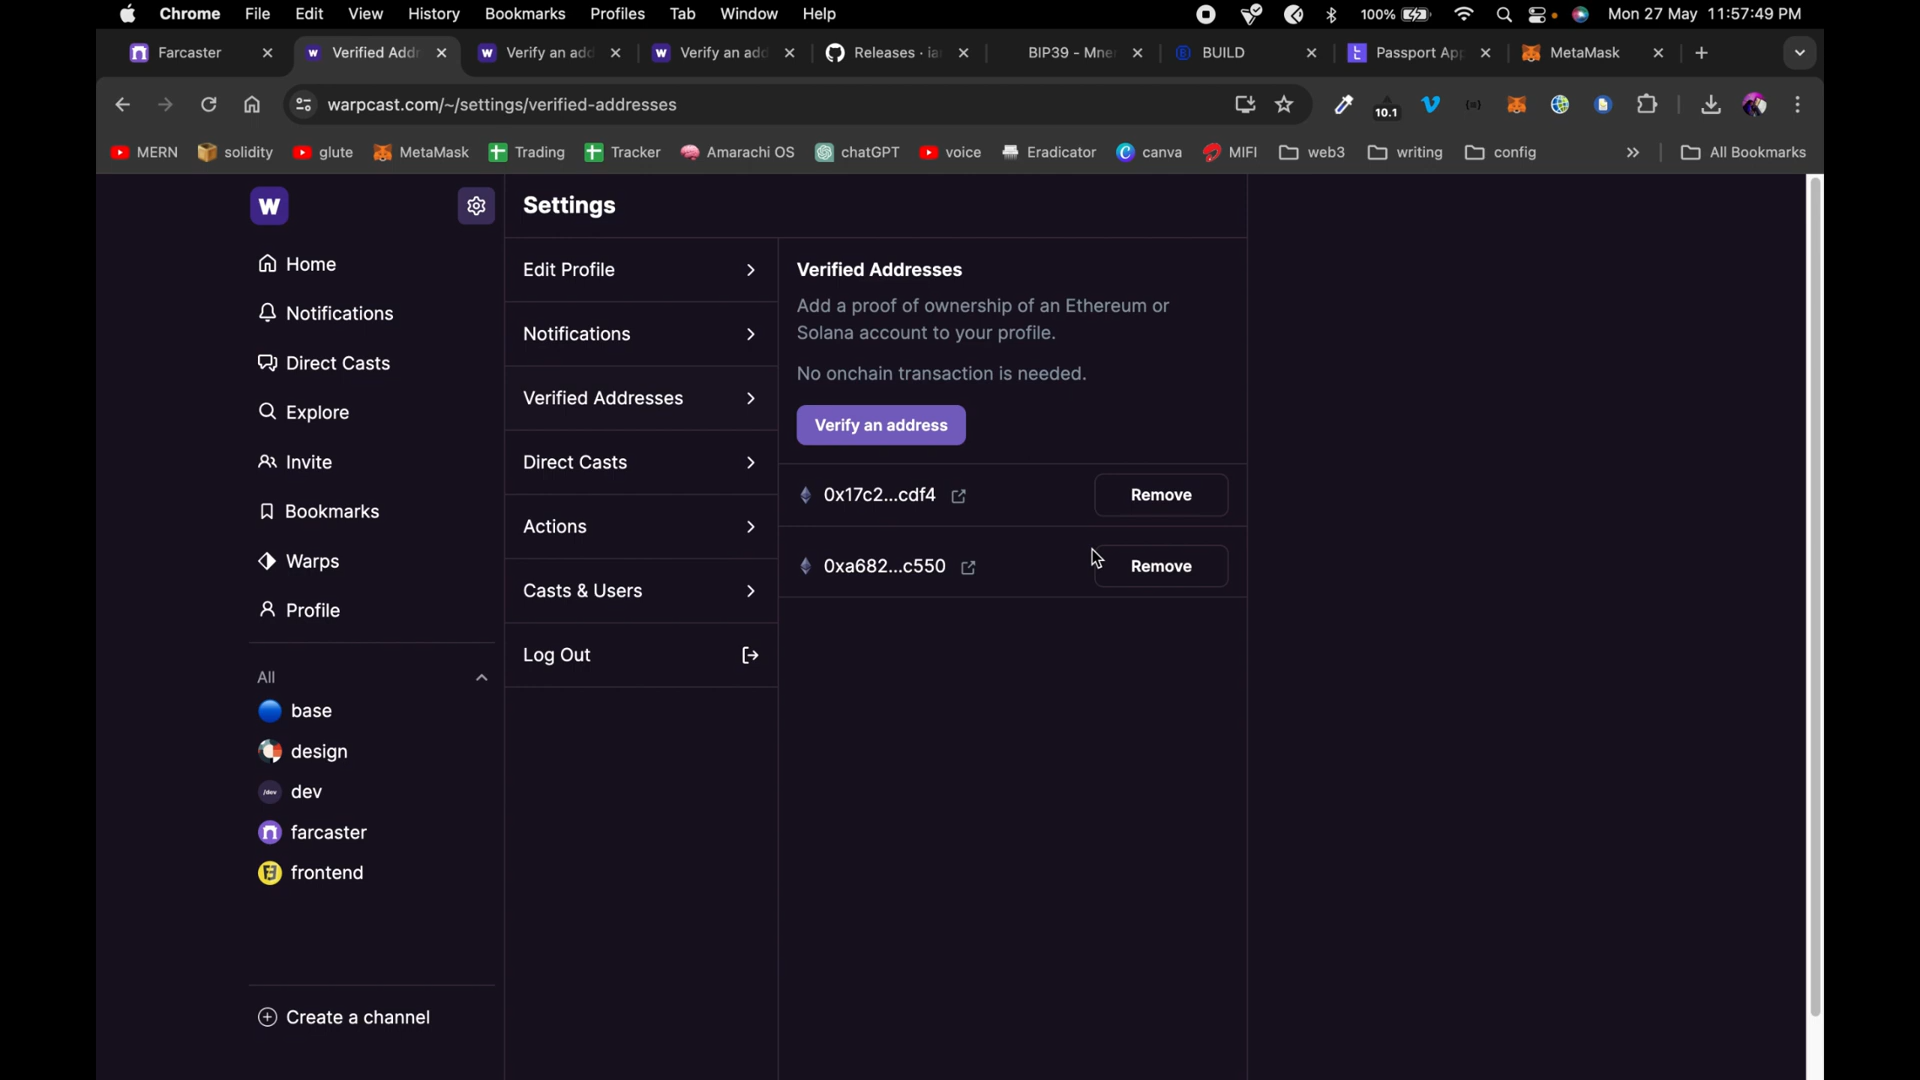 Chrome File Edit View History Bookmarks Profiles Tab Window Help 100% Mon 27 May 11:57:49 PM
Farcaster Verified Addr Verify an add Verify an add Releases · ia BIP39 - Mner BUILD Passport App MetaMask
warpcast.com/~/settings/verified-addresses 10.1
MERN solidity glute MetaMask Trading Tracker Amarachi OS chatGPT voice Eradicator canva MIFI web3 writing config » All Bookmarks
W
Settings
Home
Notifications
Direct Casts
Explore
Invite
Bookmarks
Warps
Profile
All
base
design
/dev dev
farcaster
frontend
Create a channel
Edit Profile
Notifications
Verified Addresses
Direct Casts
Actions
Casts & Users
Log Out
Verified Addresses
Add a proof of ownership of an Ethereum or
Solana account to your profile.
No onchain transaction is needed.
Verify an address
0x17c2...cdf4 Remove
0xa682...c550 Remove